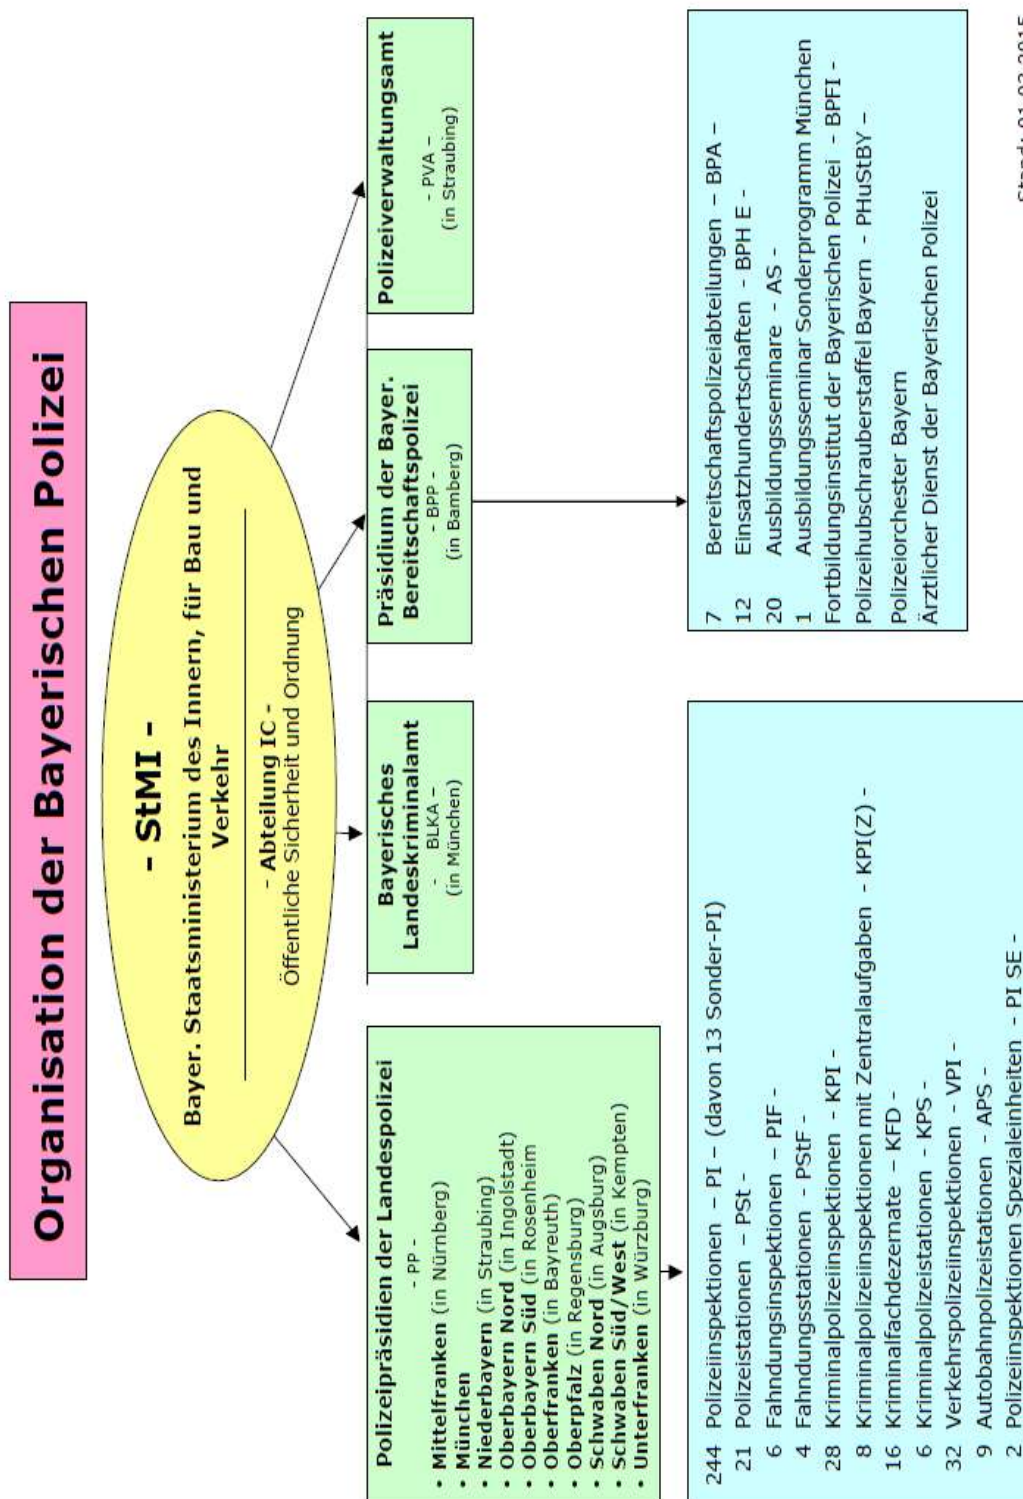 Organisation der Bayerischen Polizei
- StMI -
Bayer. Staatsministerium des Innern, für Bau und
Verkehr
- Abteilung IC -
Öffentliche Sicherheit und Ordnung
Polizeipräsidien der Landespolizei
- PP -
• Mittelfranken (in Nürnberg)
• München
• Niederbayern (in Straubing)
• Oberbayern Nord (in Ingolstadt)
• Oberbayern Süd (in Rosenheim
• Oberfranken (in Bayreuth)
• Oberpfalz (in Regensburg)
• Schwaben Nord (in Augsburg)
• Schwaben Süd/West (in Kempten)
• Unterfranken (in Würzburg)
Bayerisches
Landeskriminalamt
- BLKA –
(in München)
Präsidium der Bayer.
Bereitschaftspolizei
- BPP-
(in Bamberg)
Polizeiverwaltungsamt
- PVA –
(in Straubing)
244 Polizeiinspektionen - PI – (davon 13 Sonder-PI)
21 Polizeistationen – PSt -
6 Fahndungsinspektionen – PIF -
4 Fahndungsstationen – PStF -
28 Kriminalpolizeiinspektionen - KPI -
8 Kriminalpolizeiinspektionen mit Zentralaufgaben - KPI(Z) -
16 Kriminalfachdezernate – KFD -
6 Kriminalpolizeistationen - KPS -
32 Verkehrspolizeiinspektionen - VPI -
9 Autobahnpolizeistationen - APS -
2 Polizeiinspektionen Spezialeinheiten - PI SE -
7 Bereitschaftspolizeiabteilungen – BPA –
12 Einsatzhundertschaften - BPH E -
20 Ausbildungsseminare - AS -
1 Ausbildungsseminar Sonderprogramm München
Fortbildungsinstitut der Bayerischen Polizei - BPFI -
Polizeihubschrauberstaffel Bayern - PHuStBY –
Polizeiorchester Bayern
Ärztlicher Dienst der Bayerischen Polizei